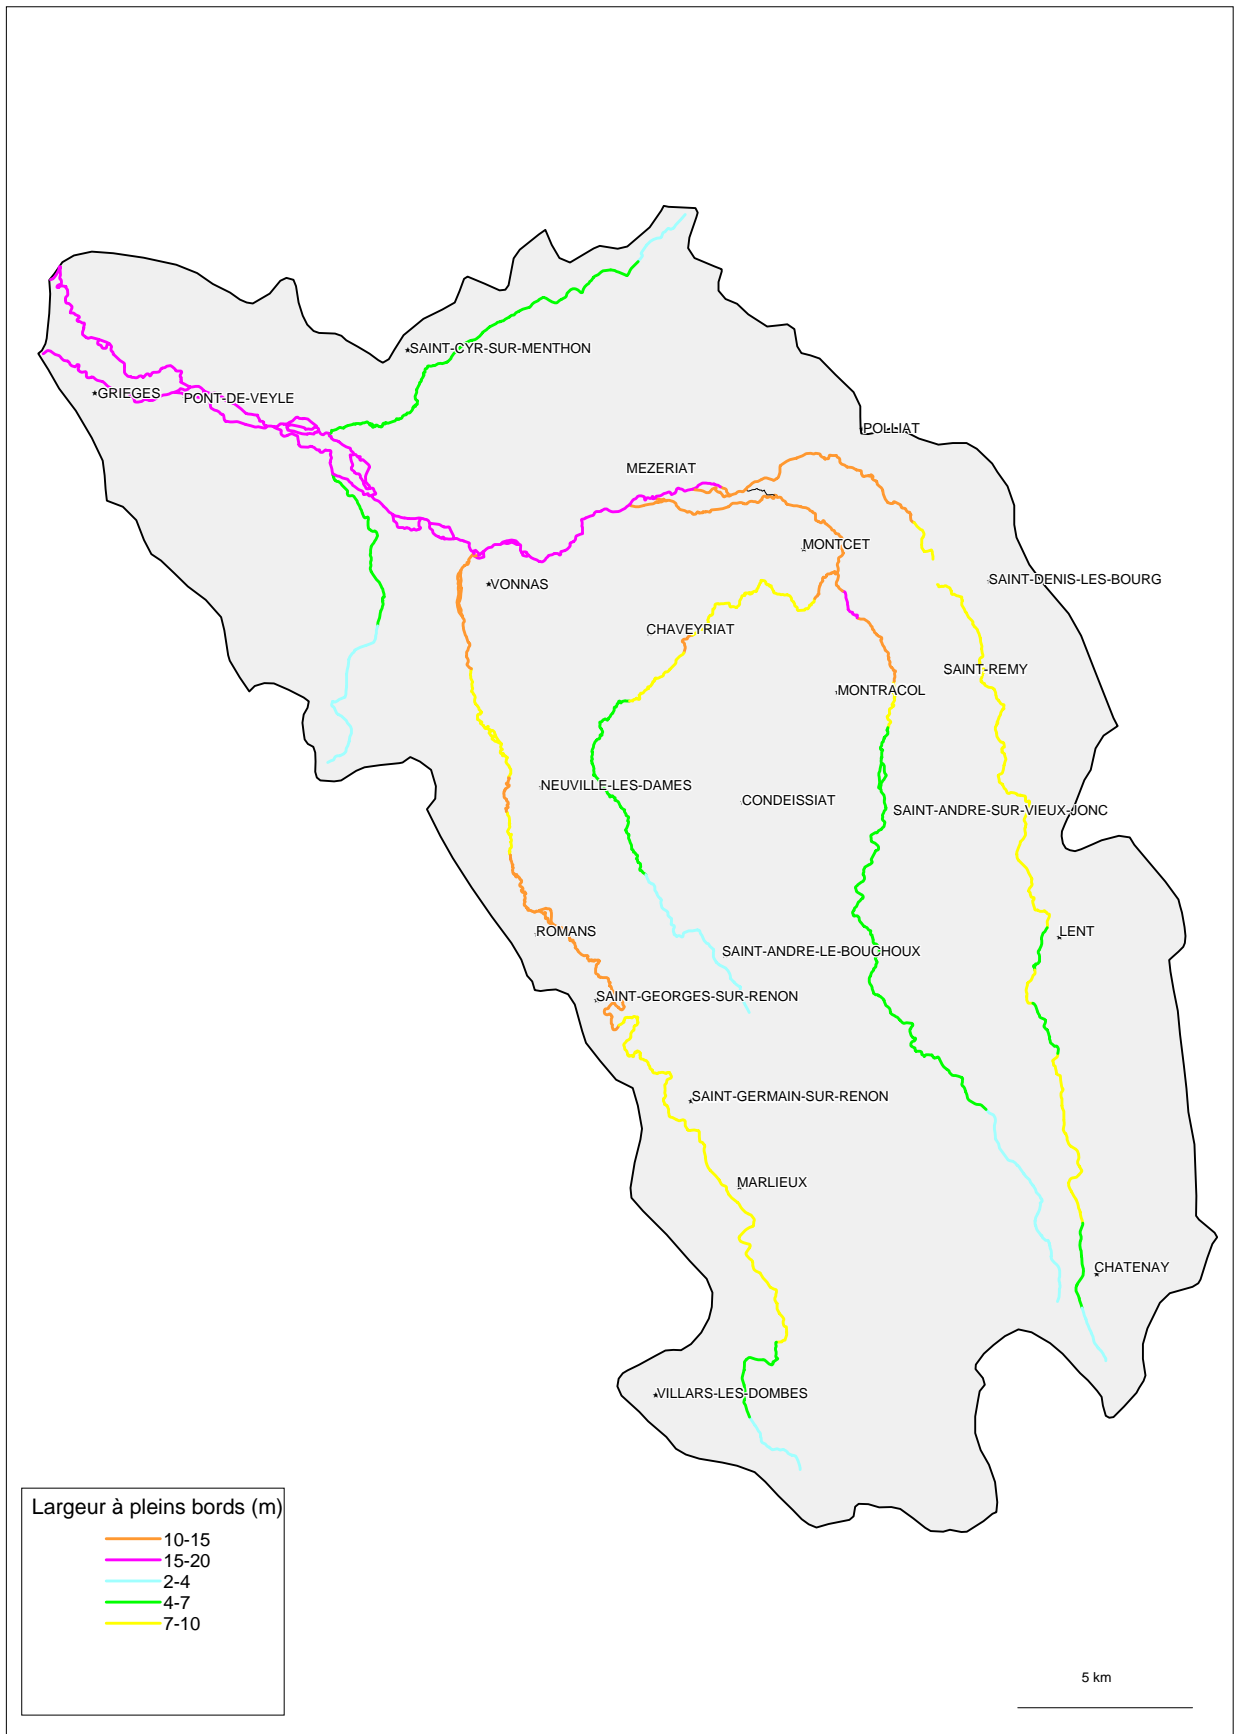 SAINT-CYR-SUR-MENTHON
GRIEGES
PONT-DE-VEYLE
POLLIAT
MEZERIAT
MONTCET
SAINT-DENIS-LES-BOURG
VONNAS
CHAVEYRIAT
SAINT-REMY
MONTRACOL
NEUVILLE-LES-DAMES
CONDEISSIAT
SAINT-ANDRE-SUR-VIEUX-JONC
ROMANS
LENT
SAINT-ANDRE-LE-BOUCHOUX
SAINT-GEORGES-SUR-RENON
SAINT-GERMAIN-SUR-RENON
MARLIEUX
CHATENAY
VILLARS-LES-DOMBES
Largeur à pleins bords (m)
10-15
15-20
2-4
4-7
7-10
5 km